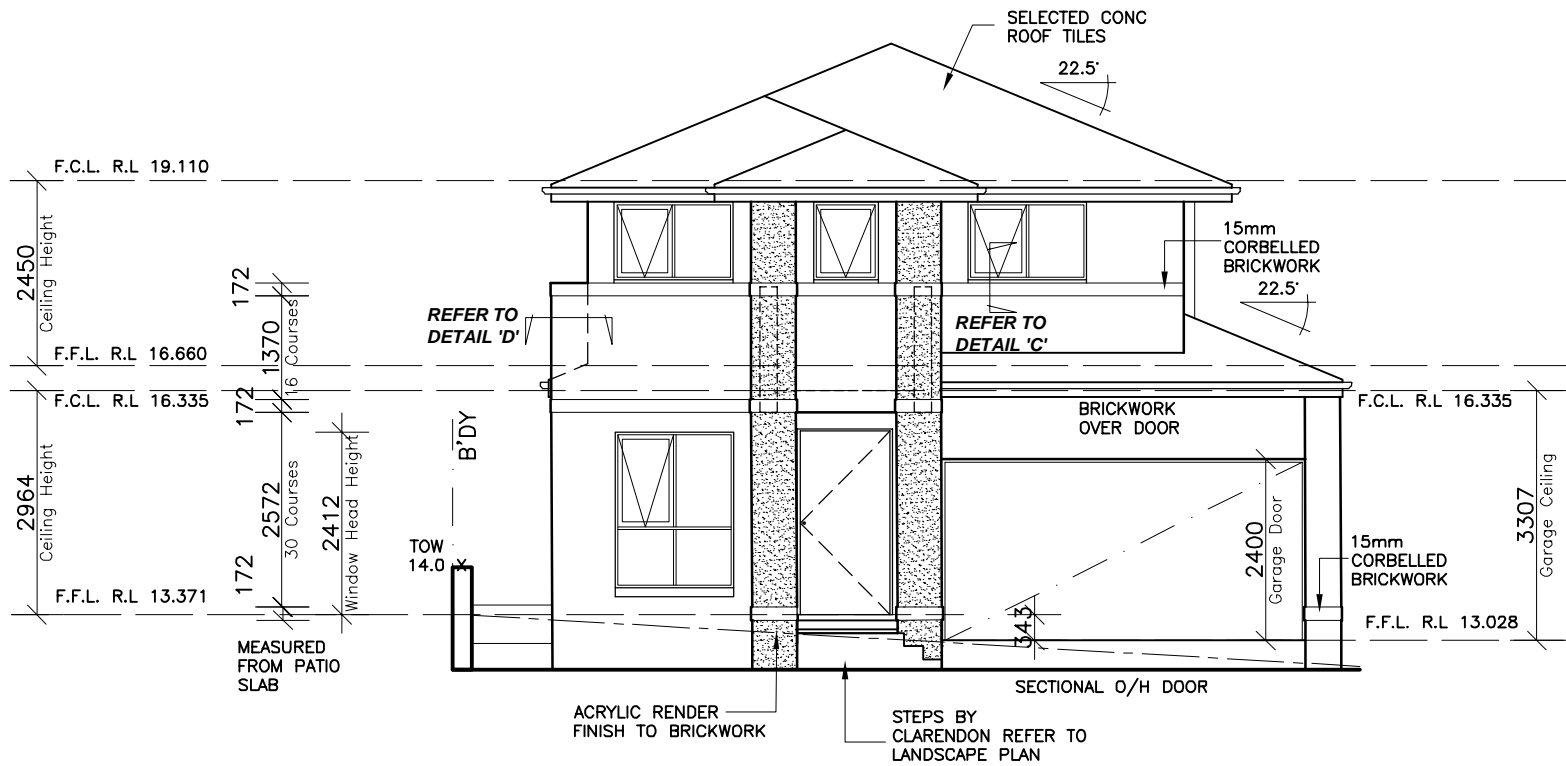 SELECTED CONC
ROOF TILES
22.5°
F.C.L. R.L 19.110
2450
Ceiling Height
172
15mm
CORBELLED
BRICKWORK
22.5°
REFER TO
DETAIL 'D'
REFER TO
DETAIL 'C'
1370
16 Courses
F.F.L. R.L 16.660
172
F.C.L. R.L 16.335
F.C.L. R.L 16.335
BRICKWORK
OVER DOOR
B'DY
2964
Ceiling Height
2572
30 Courses
2412
Window Head Height
2400
Garage Door
3307
Garage Ceiling
TOW
14.0
15mm
CORBELLED
BRICKWORK
172
F.F.L. R.L 13.371
343
F.F.L. R.L 13.028
MEASURED
FROM PATIO
SLAB
SECTIONAL O/H DOOR
ACRYLIC RENDER
FINISH TO BRICKWORK
STEPS BY
CLARENDON REFER TO
LANDSCAPE PLAN